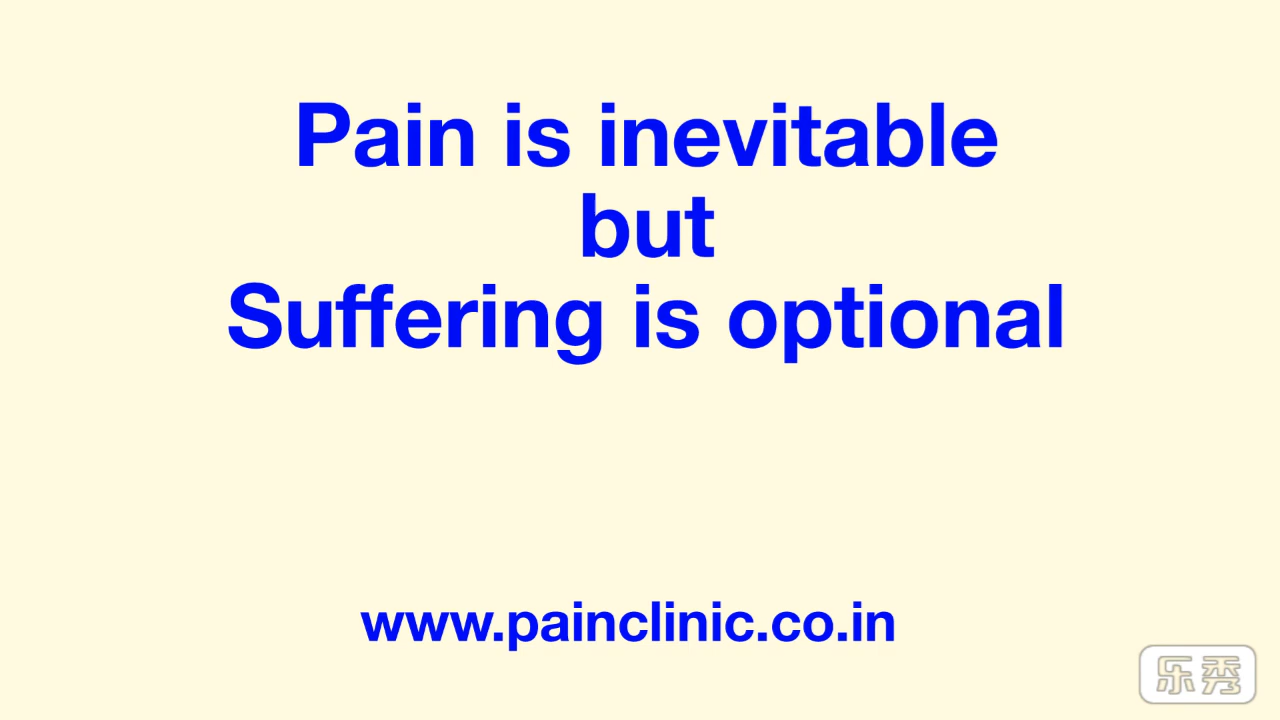 Pain is inevitable
but
Suffering is optional
www.painclinic.co.in
乐秀